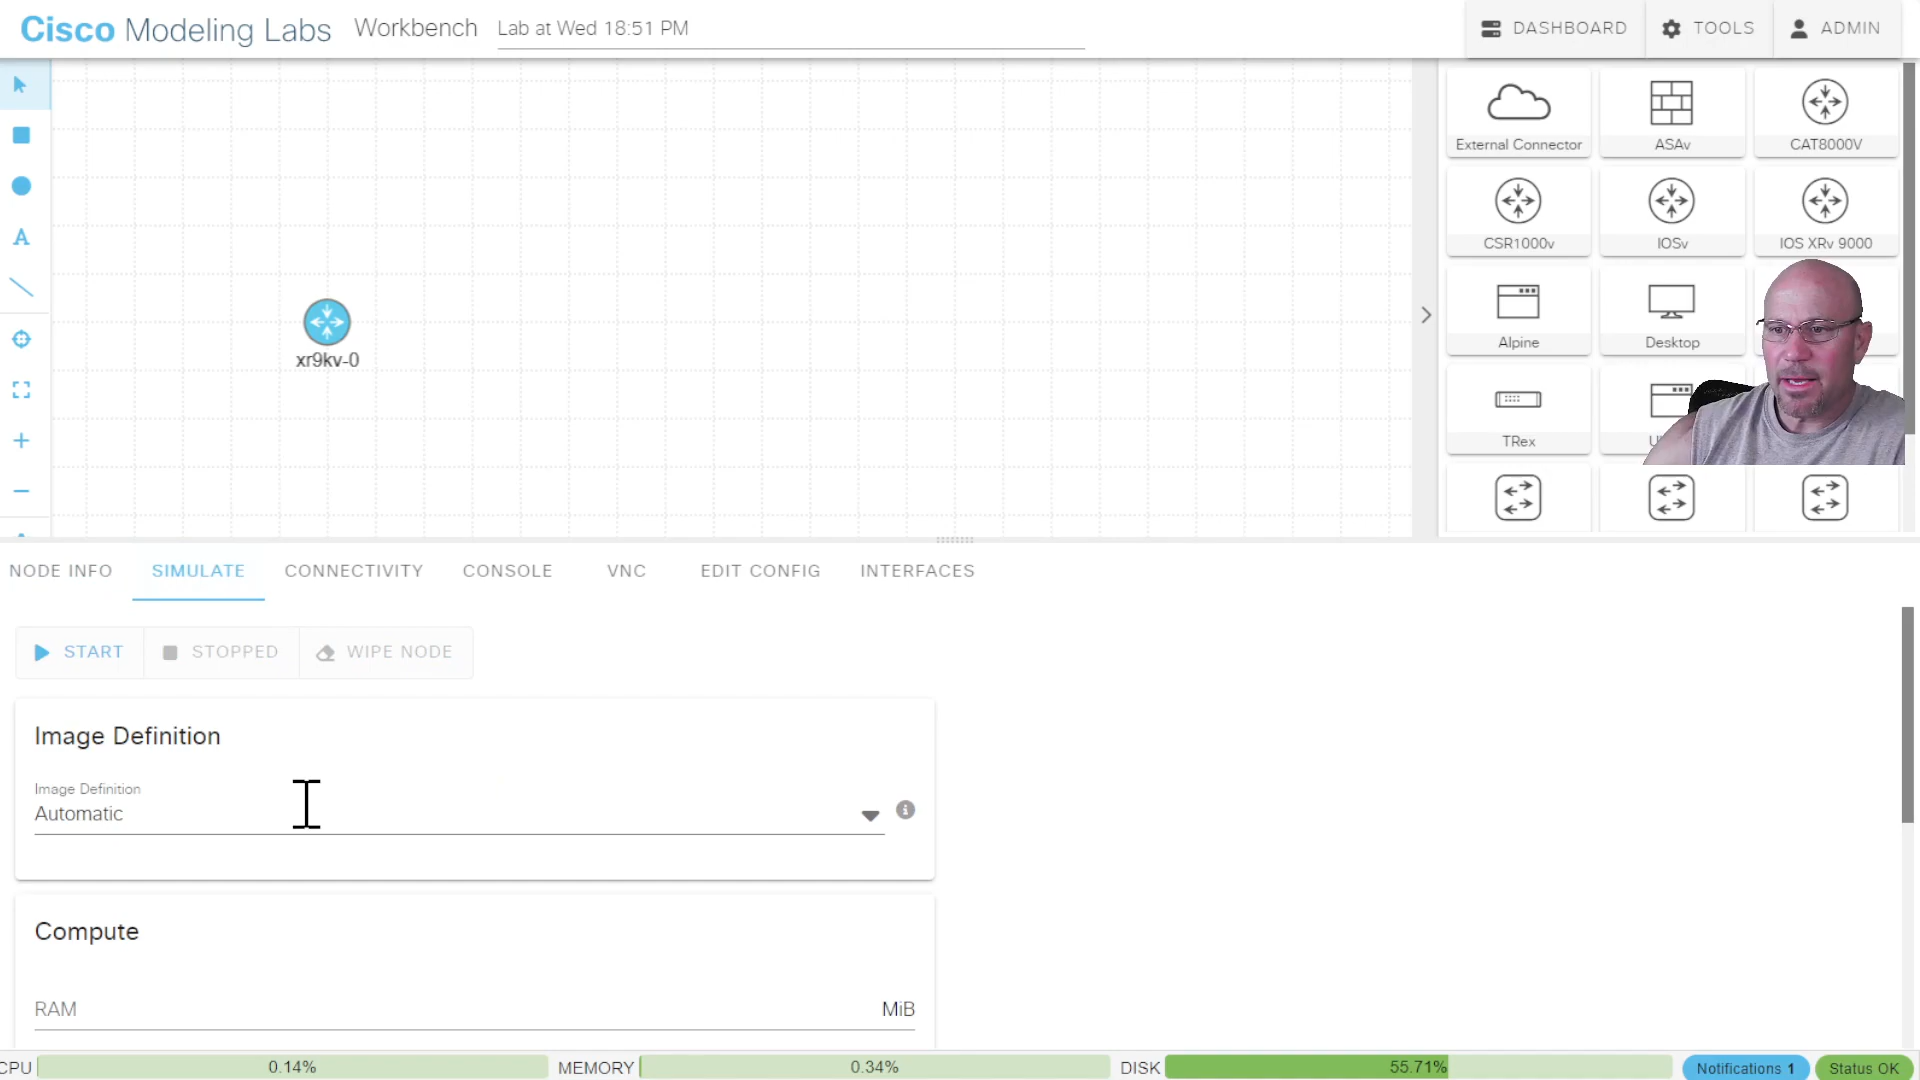 Cisco Modeling Labs Workbench Lab at Wed 18:51 PM DASHBOARD TOOLS ADMIN
External Connector ASAv CAT8000V
CSR1000v IOSv IOS XRv 9000
xr9kv-0
Alpine Desktop
TRex
NODE INFO SIMULATE CONNECTIVITY CONSOLE VNC EDIT CONFIG INTERFACES
START STOPPED WIPE NODE
Image Definition
Image Definition
Automatic
Compute
RAM MiB
CPU 0.14% MEMORY 0.34% DISK 55.71% Notifications 1 Status OK